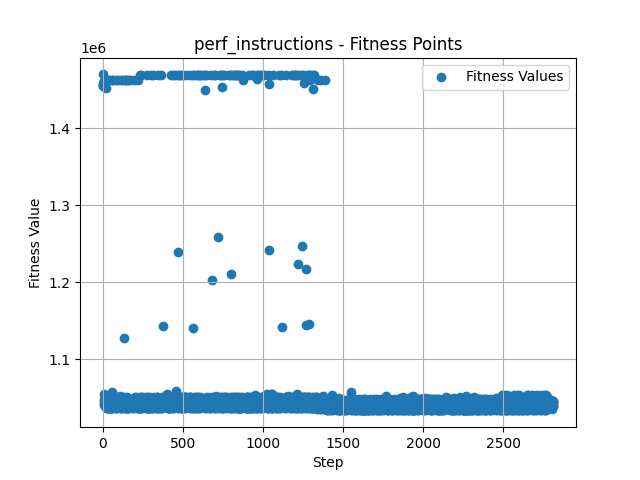 perf_instructions - Fitness Points
1e6
Fitness Values
1.4
1.3
1.2
1.1
Fitness Value
0 500 1000 1500 2000 2500
Step